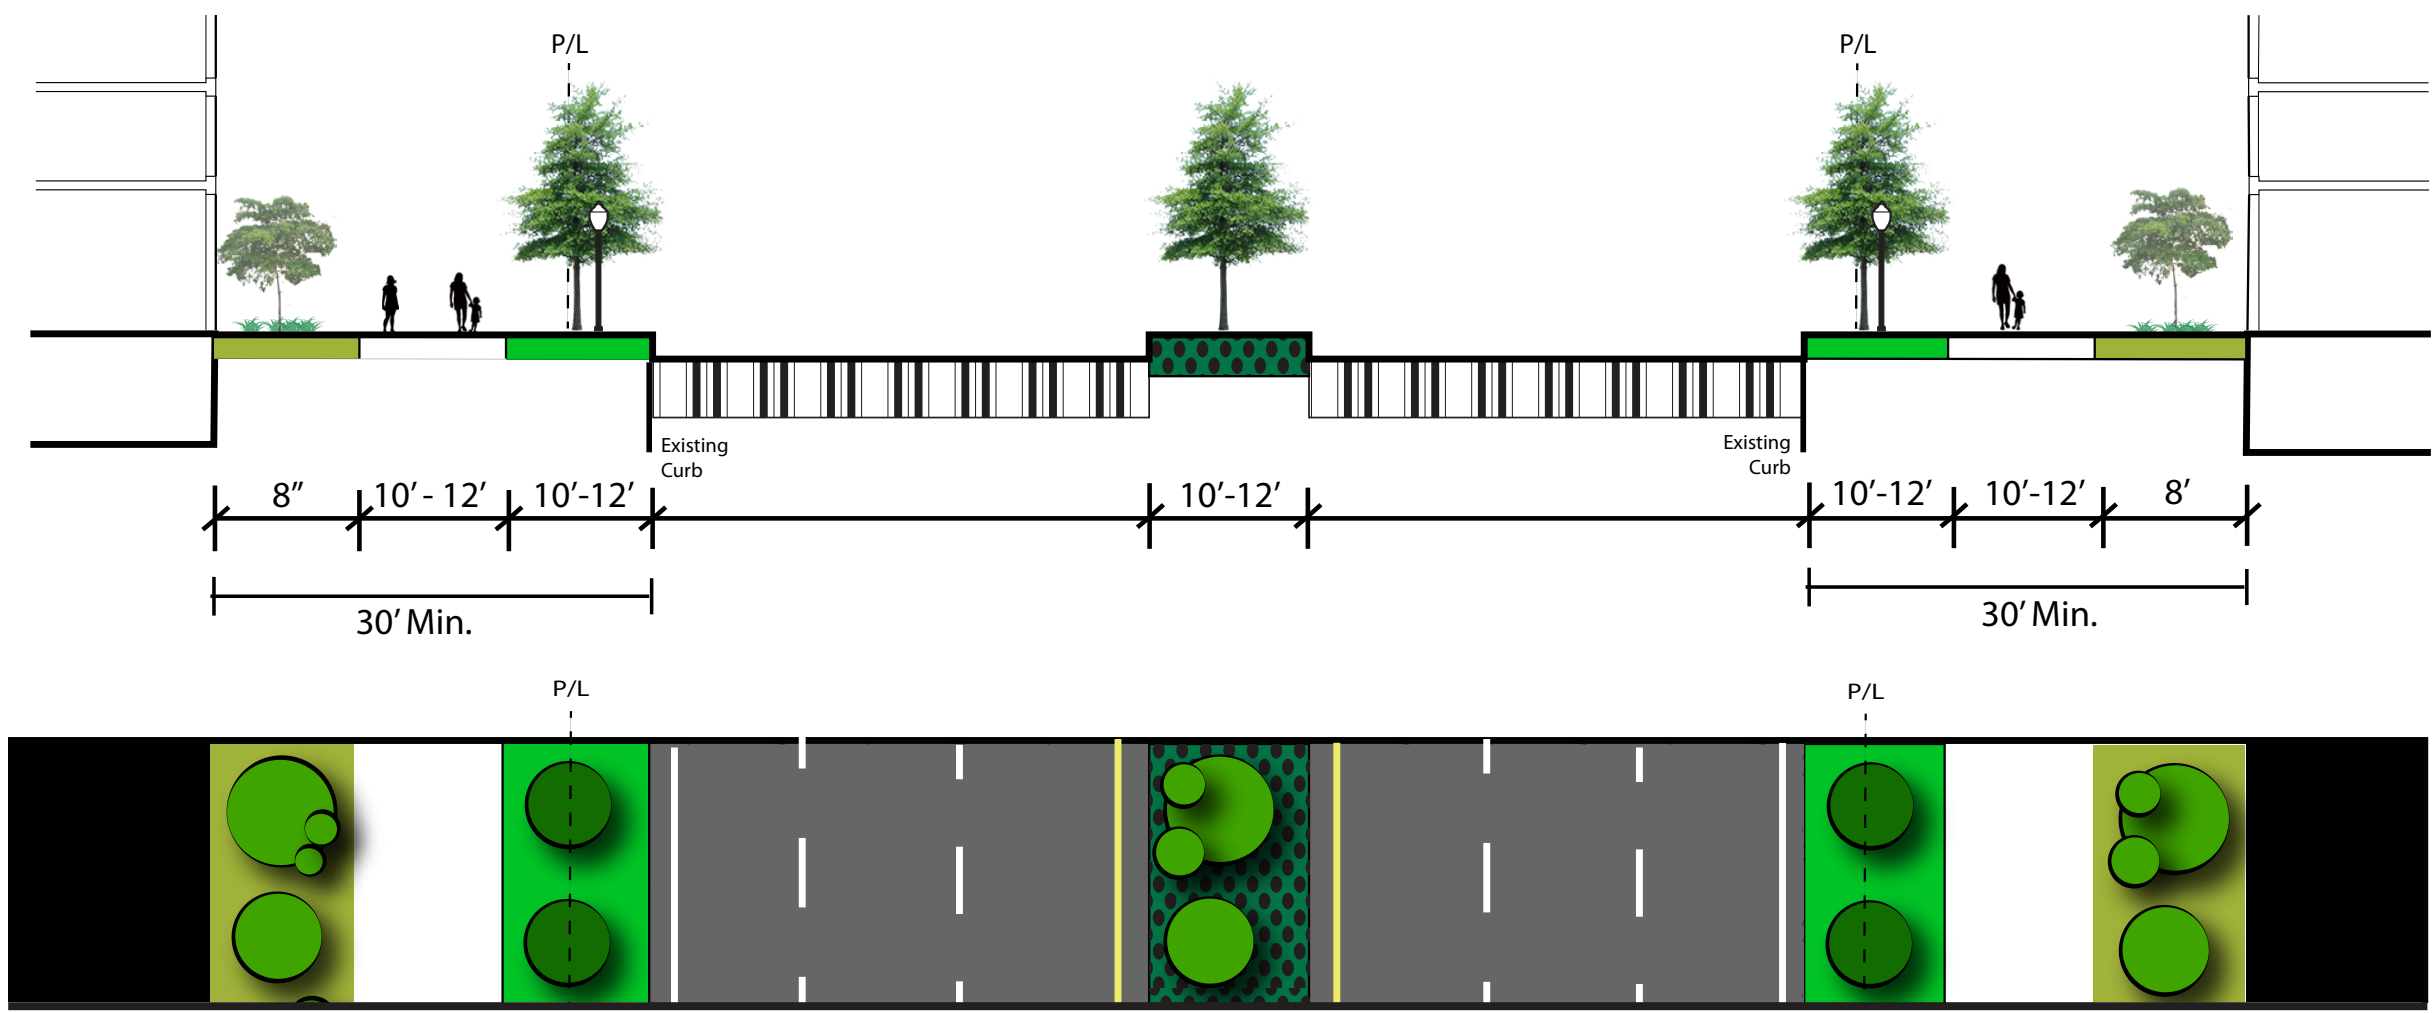 P/L
P/L
Existing
Curb
Existing
Curb
8”
10’ - 12’
10’-12’
10’-12’
10’-12’
10’-12’
8’
30’ Min.
30’ Min.
P/L
P/L